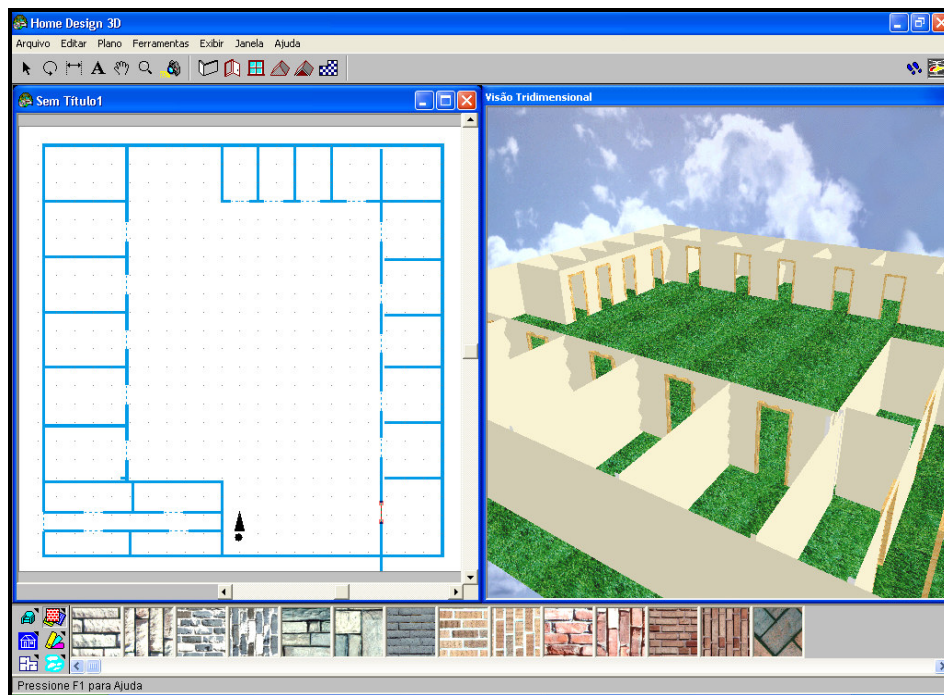 Home Design 3D
Arquivo Editar Plano Ferramentas Exibir Janela Ajuda
A
Sem Título1
Visão Tridimensional
Pressione F1 para Ajuda